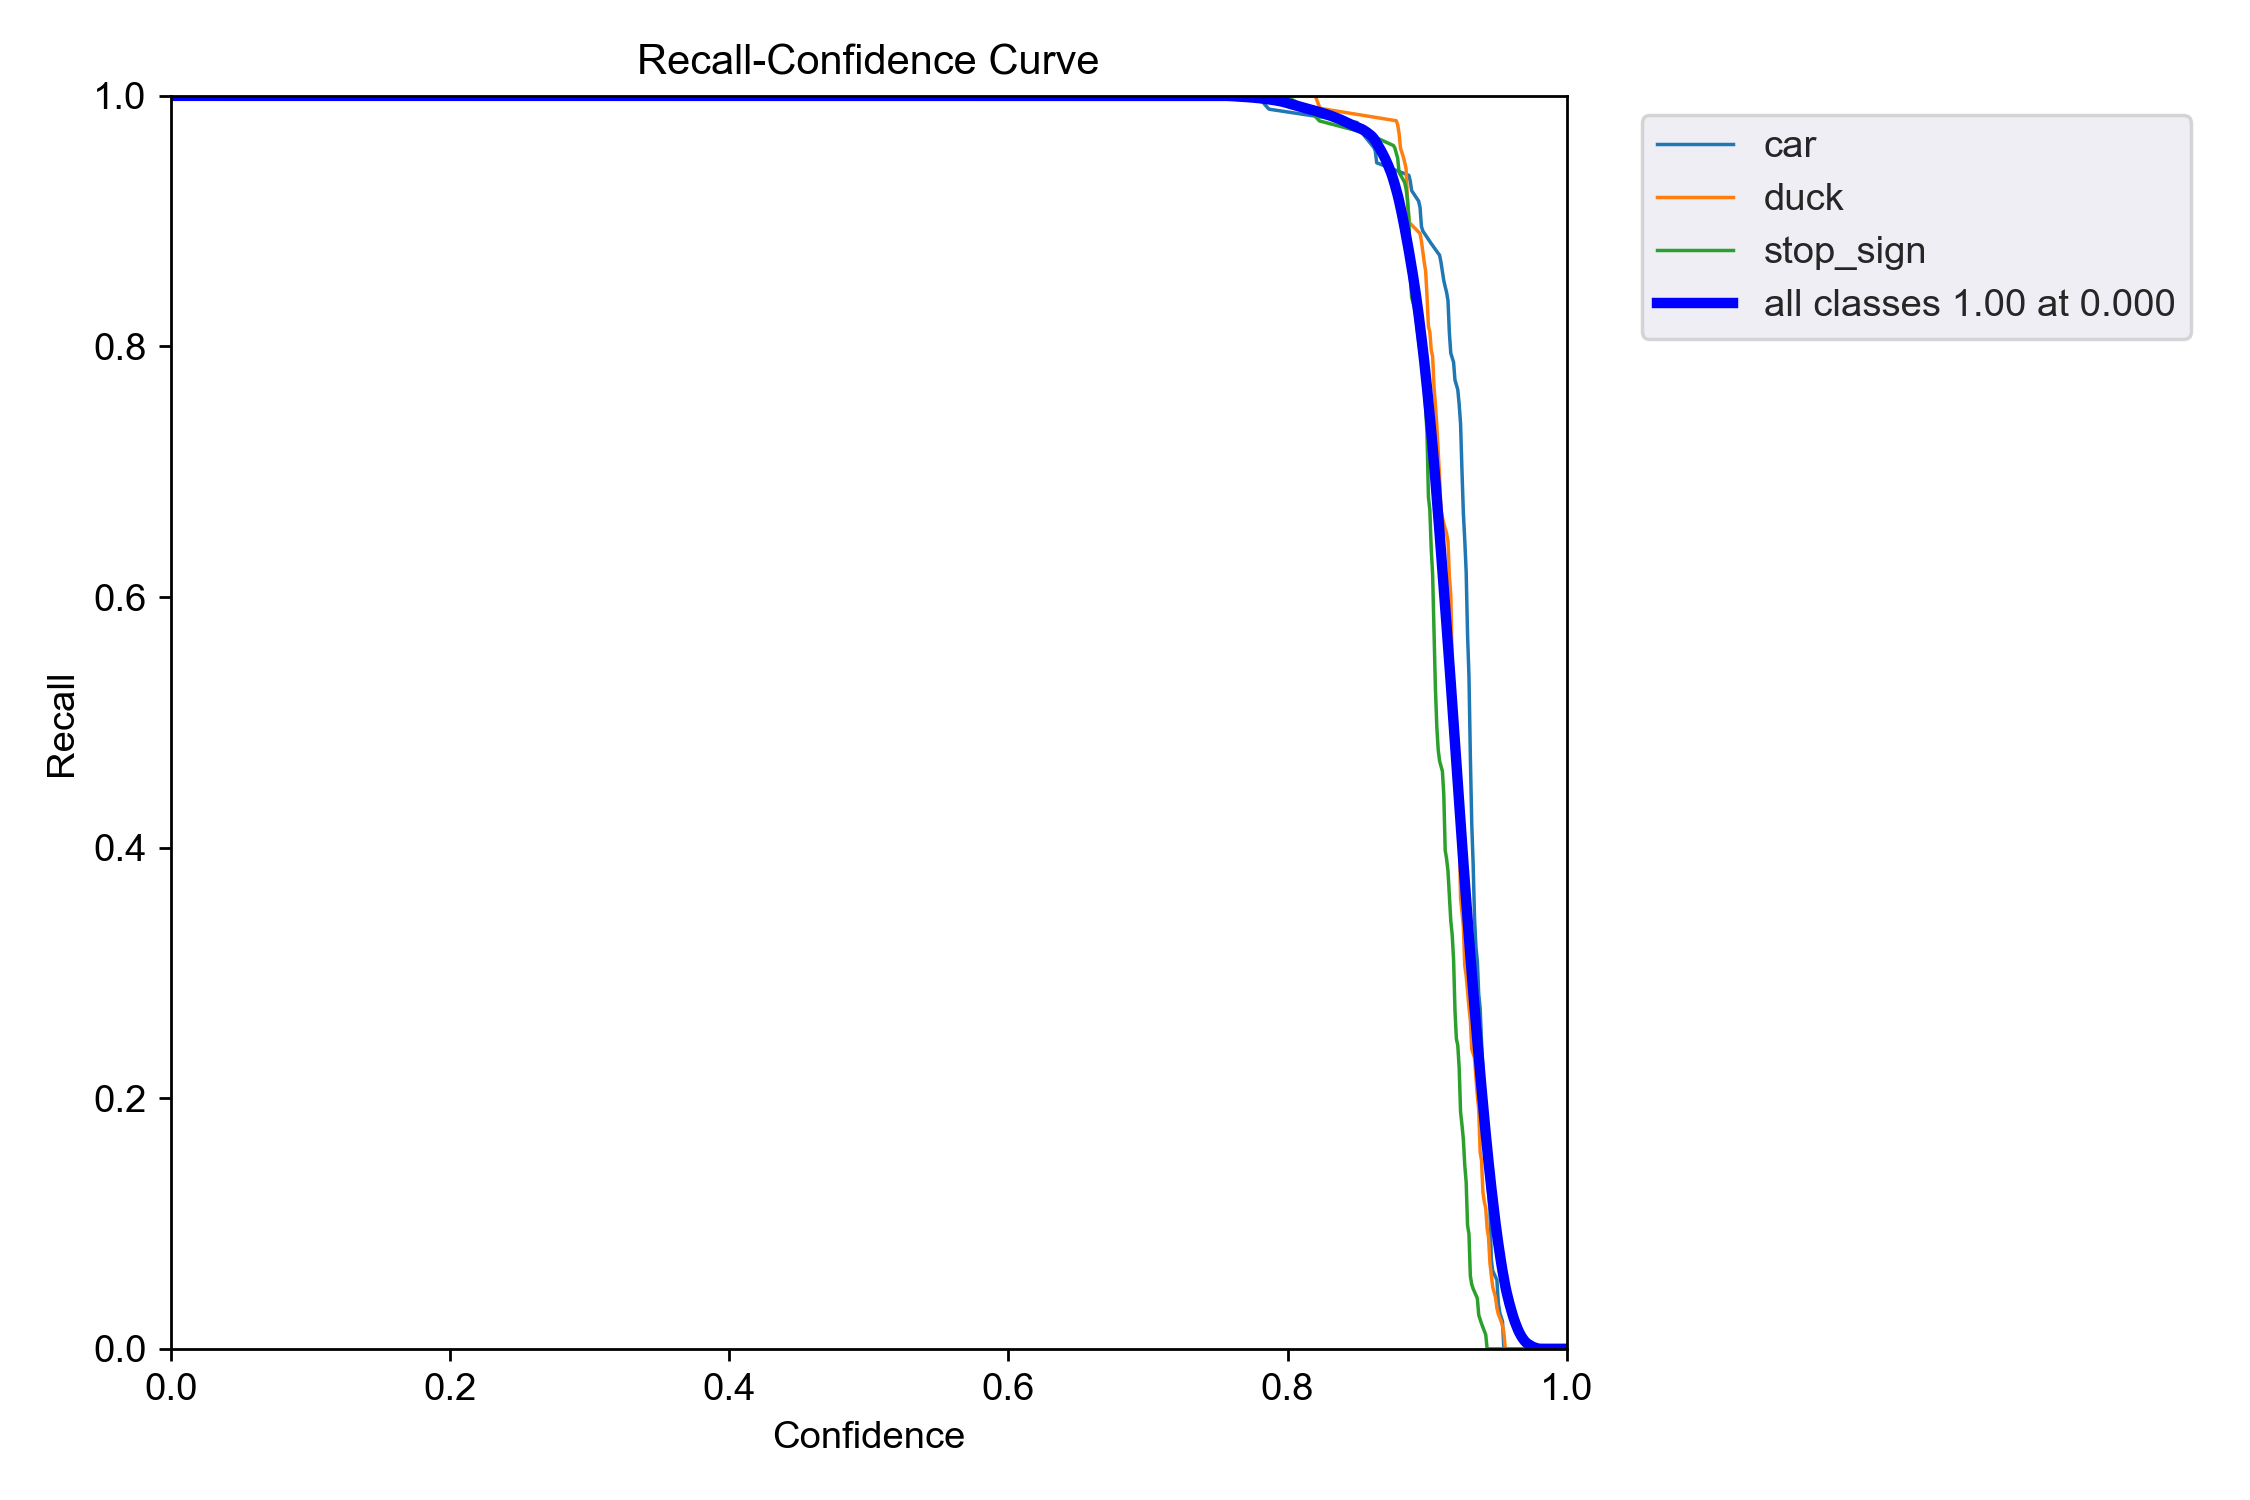 Recall-Confidence Curve
1.0
0.8
0.6
0.4
0.2
0.0
Recall
0.0 0.2 0.4 0.6 0.8 1.0
Confidence
car
duck
stop_sign
all classes 1.00 at 0.000